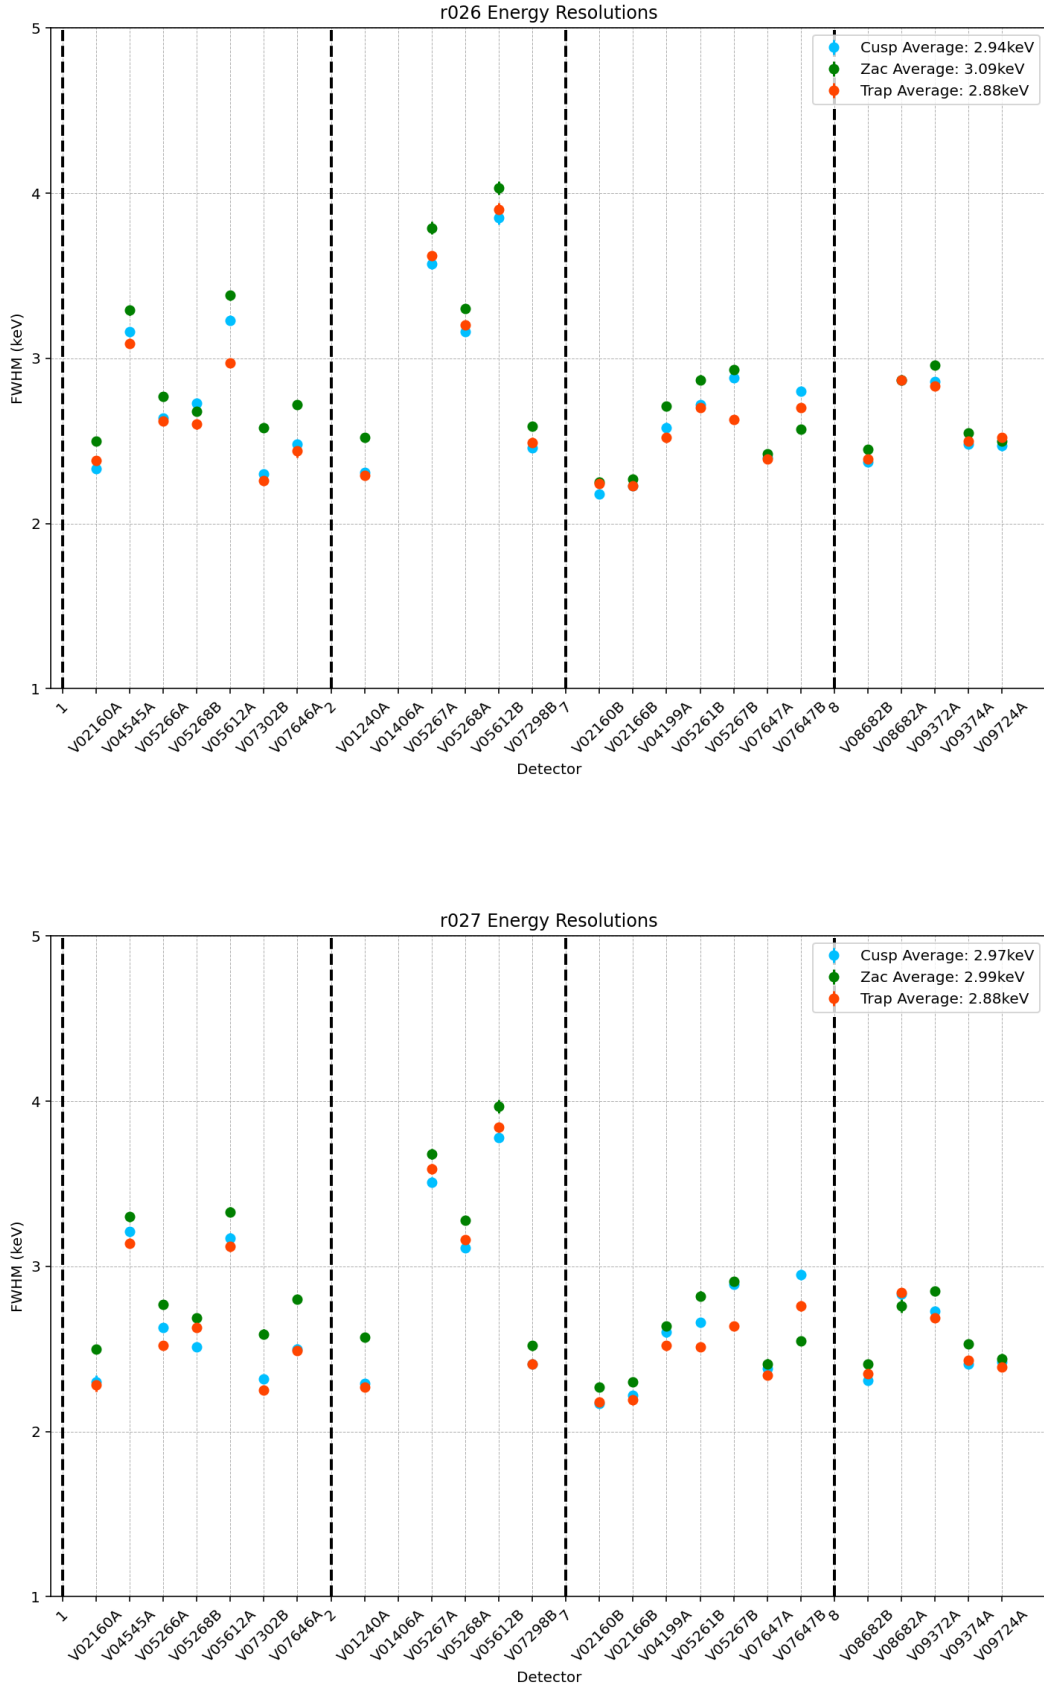 r026 Energy Resolutions
5
Cusp Average: 2.94keV
Zac Average: 3.09keV
Trap Average: 2.88keV
4
3
2
1
FWHM (keV)
1
V02160A
V04545A
V05266A
V05268B
V05612A
V07302B
V07646A
2
V01240A
V01406A
V05267A
V05268A
V05612B
V07298B
7
V02160B
V02166B
V04199A
V05261B
V05267B
V07647A
V07647B
8
V08682B
V08682A
V09372A
V09374A
V09724A
Detector
r027 Energy Resolutions
5
Cusp Average: 2.97keV
Zac Average: 2.99keV
Trap Average: 2.88keV
4
3
2
1
FWHM (keV)
1
V02160A
V04545A
V05266A
V05268B
V05612A
V07302B
V07646A
2
V01240A
V01406A
V05267A
V05268A
V05612B
V07298B
7
V02160B
V02166B
V04199A
V05261B
V05267B
V07647A
V07647B
8
V08682B
V08682A
V09372A
V09374A
V09724A
Detector